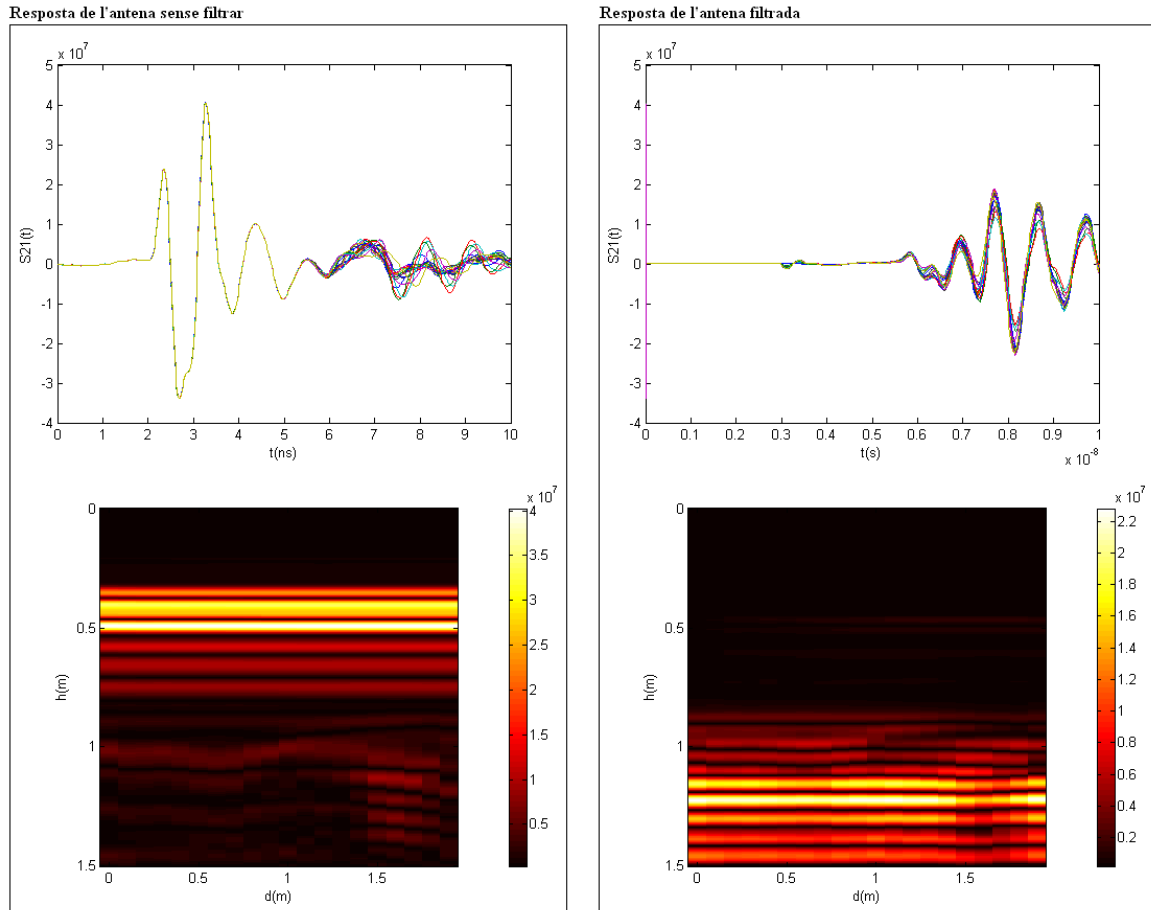 Resposta de l'antena sense filtrar
x 10^7
5
4
3
2
1
0
-1
-2
-3
-4
S21(t)
0 1 2 3 4 5 6 7 8 9 10
t(ns)
0
0.5
1
1.5
h(m)
0 0.5 1 1.5
d(m)
x 10^7
4
3.5
3
2.5
2
1.5
1
0.5
Resposta de l'antena filtrada
x 10^7
5
4
3
2
1
0
-1
-2
-3
-4
S21(t)
0 0.1 0.2 0.3 0.4 0.5 0.6 0.7 0.8 0.9 1
t(s)
x 10^-8
0
0.5
1
1.5
h(m)
0 0.5 1 1.5
d(m)
x 10^7
2.2
2
1.8
1.6
1.4
1.2
1
0.8
0.6
0.4
0.2